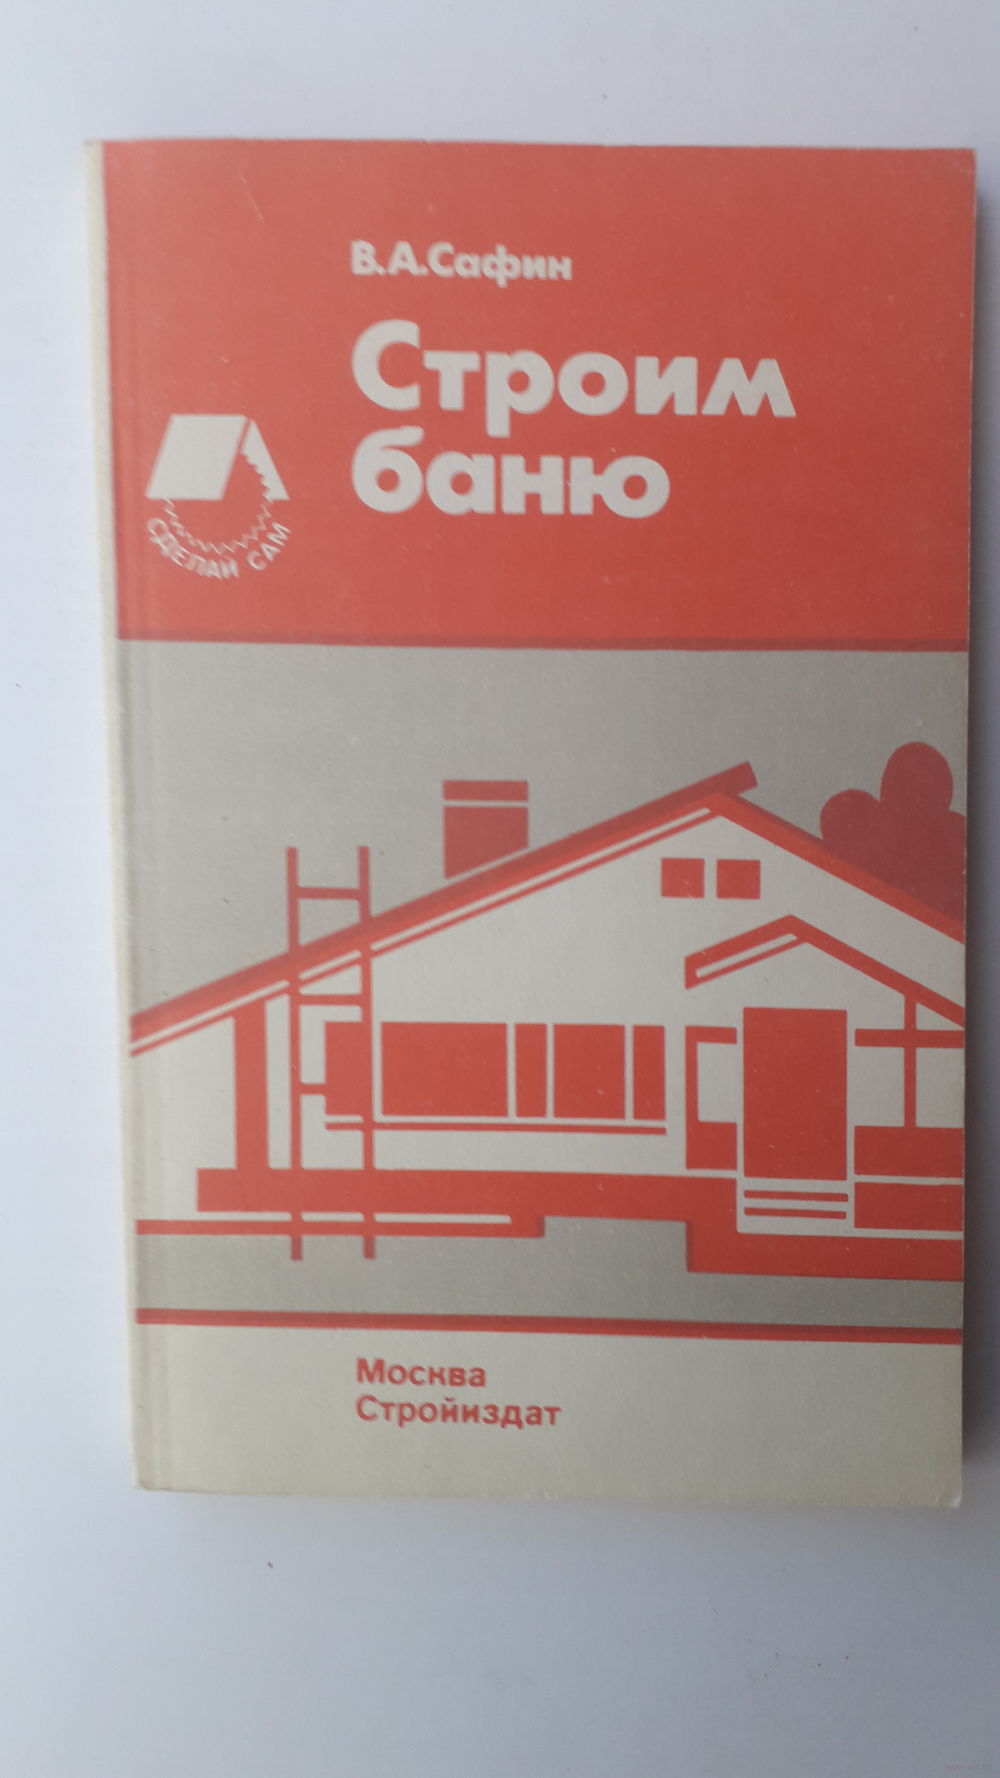 В.А.Сафин
Строим
баню
СДЕЛАЙ САМ
Москва
Стройиздат